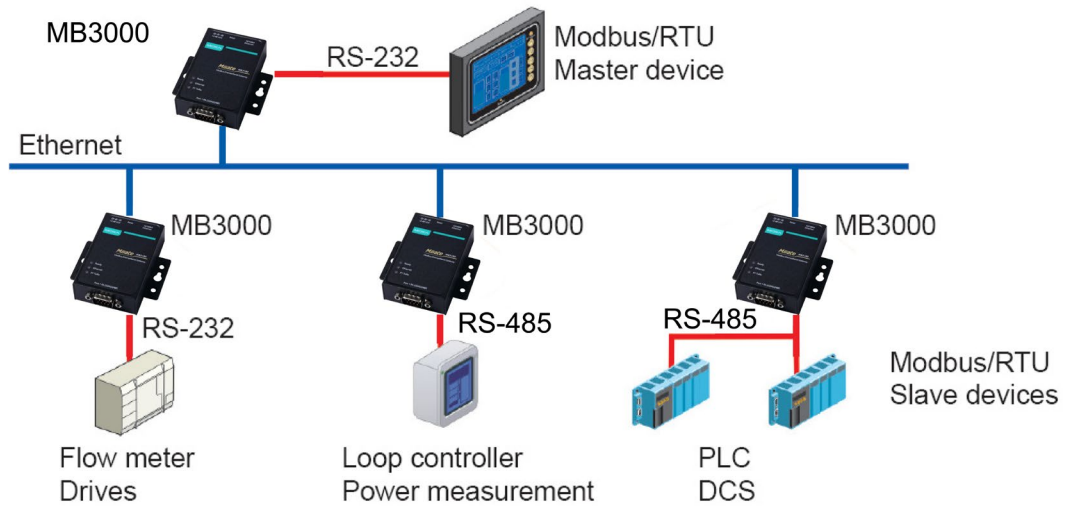 MB3000
RS-232
Modbus/RTU
Master device
Ethernet
MB3000
MB3000
MB3000
RS-232
RS-485
RS-485
Modbus/RTU
Slave devices
Flow meter
Drives
Loop controller
Power measurement
PLC
DCS